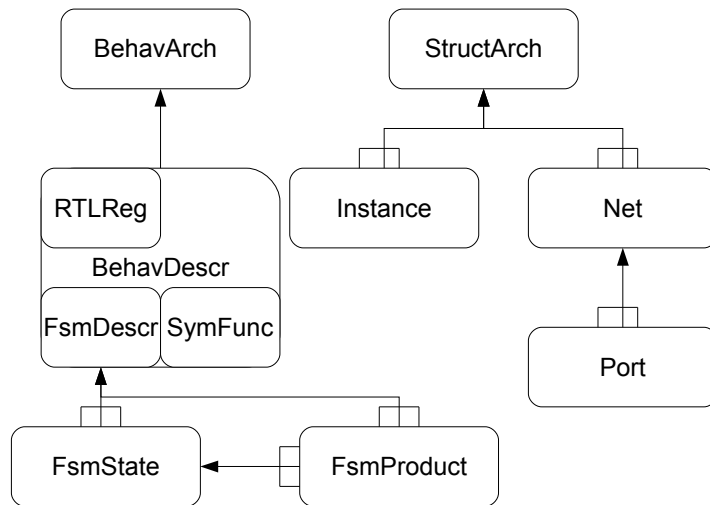 BehavArch
StructArch
RTLReg
Instance
Net
BehavDescr
FsmDescr
SymFunc
Port
FsmState
FsmProduct